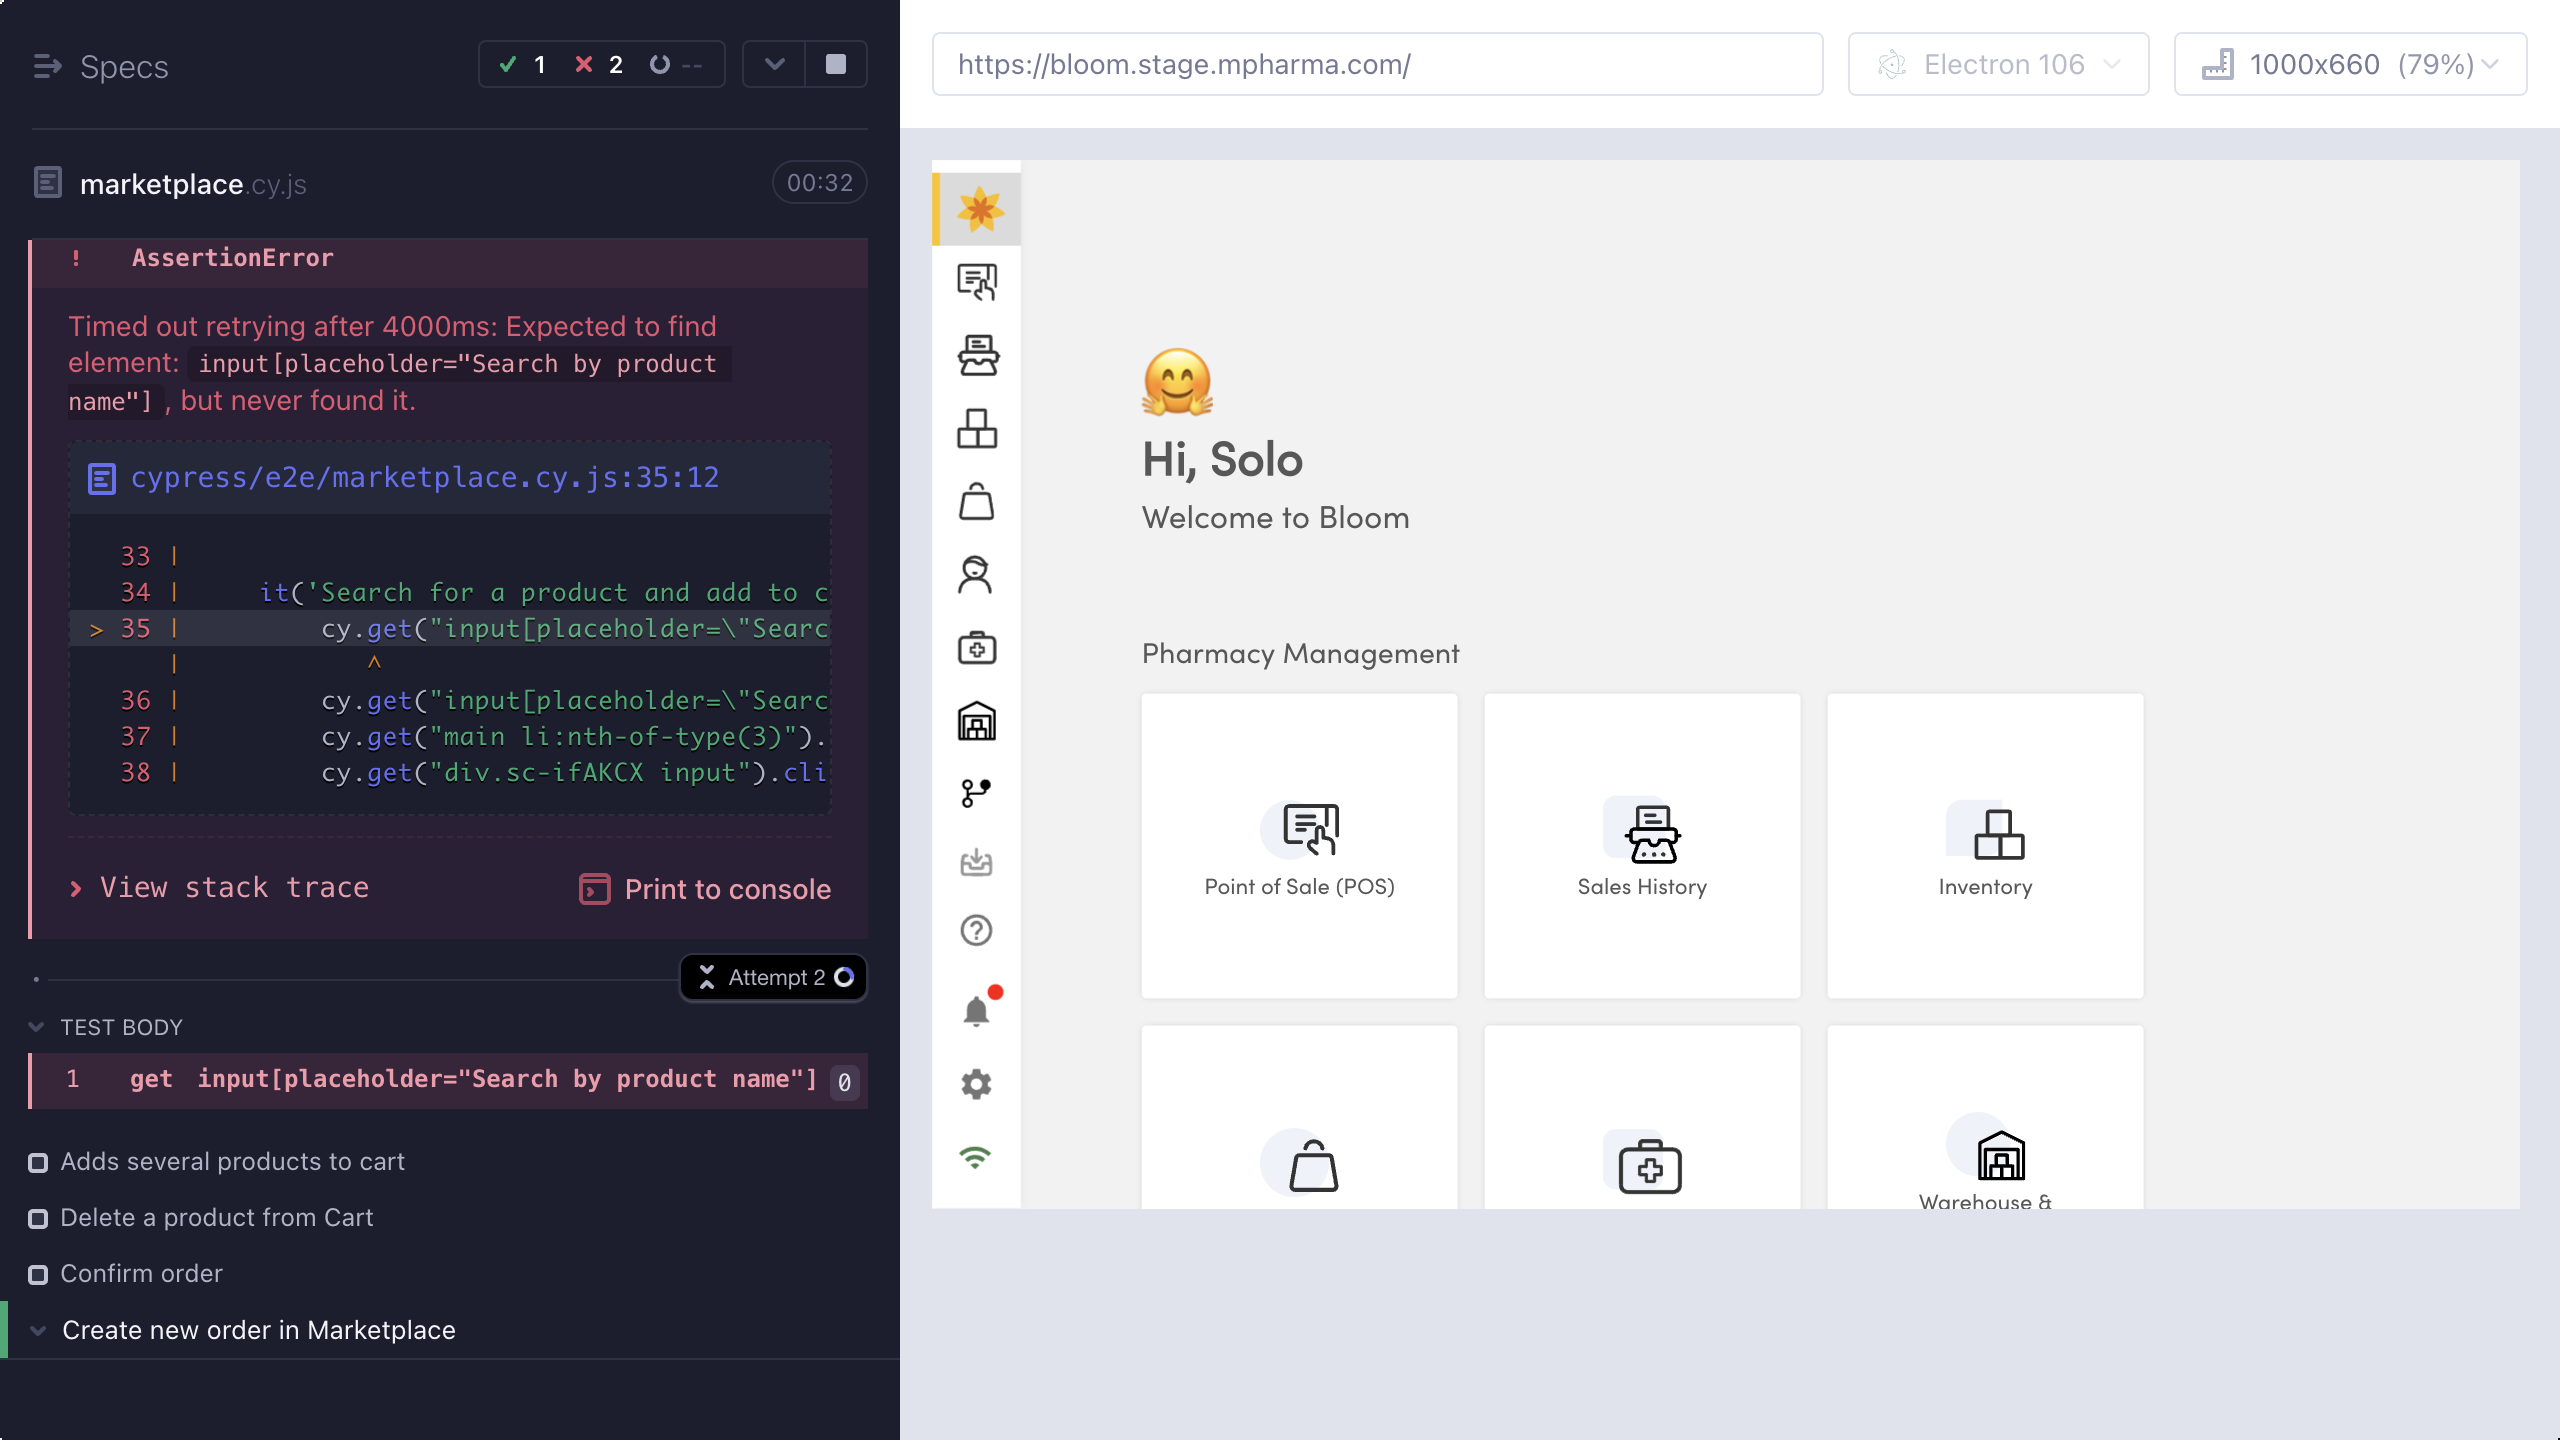 Specs
1 2 --
marketplace.cy.js
00:32
! AssertionError
Timed out retrying after 4000ms: Expected to find
element: input[placeholder="Search by product
name"] , but never found it.
cypress/e2e/marketplace.cy.js:35:12
33 |
34 | it('Search for a product and add to c
> 35 | cy.get("input[placeholder=\"Searc
| ^
36 | cy.get("input[placeholder=\"Searc
37 | cy.get("main li:nth-of-type(3)").
38 | cy.get("div.sc-ifAKCX input").cli
View stack trace
Print to console
Attempt 2
TEST BODY
1 get input[placeholder="Search by product name"] 0
Adds several products to cart
Delete a product from Cart
Confirm order
Create new order in Marketplace
https://bloom.stage.mpharma.com/
Electron 106
1000x660 (79%)
Hi, Solo
Welcome to Bloom
Pharmacy Management
Point of Sale (POS)
Sales History
Inventory
Warehouse &